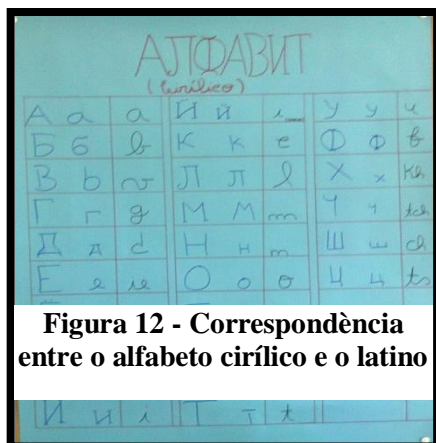 АЛФАВИТ
(Cirílico)
А а a Й й i У у u
Б б b К к c Ф ф f
В в v Л л l Х х kh
Г г g М м m Ч ч tch
Д д d Н н n Ш ш ch
Е е ie О о o Ц ц ts
Figura 12 - Correspondència
entre o alfabeto cirílico e o latino
И и i Т т t